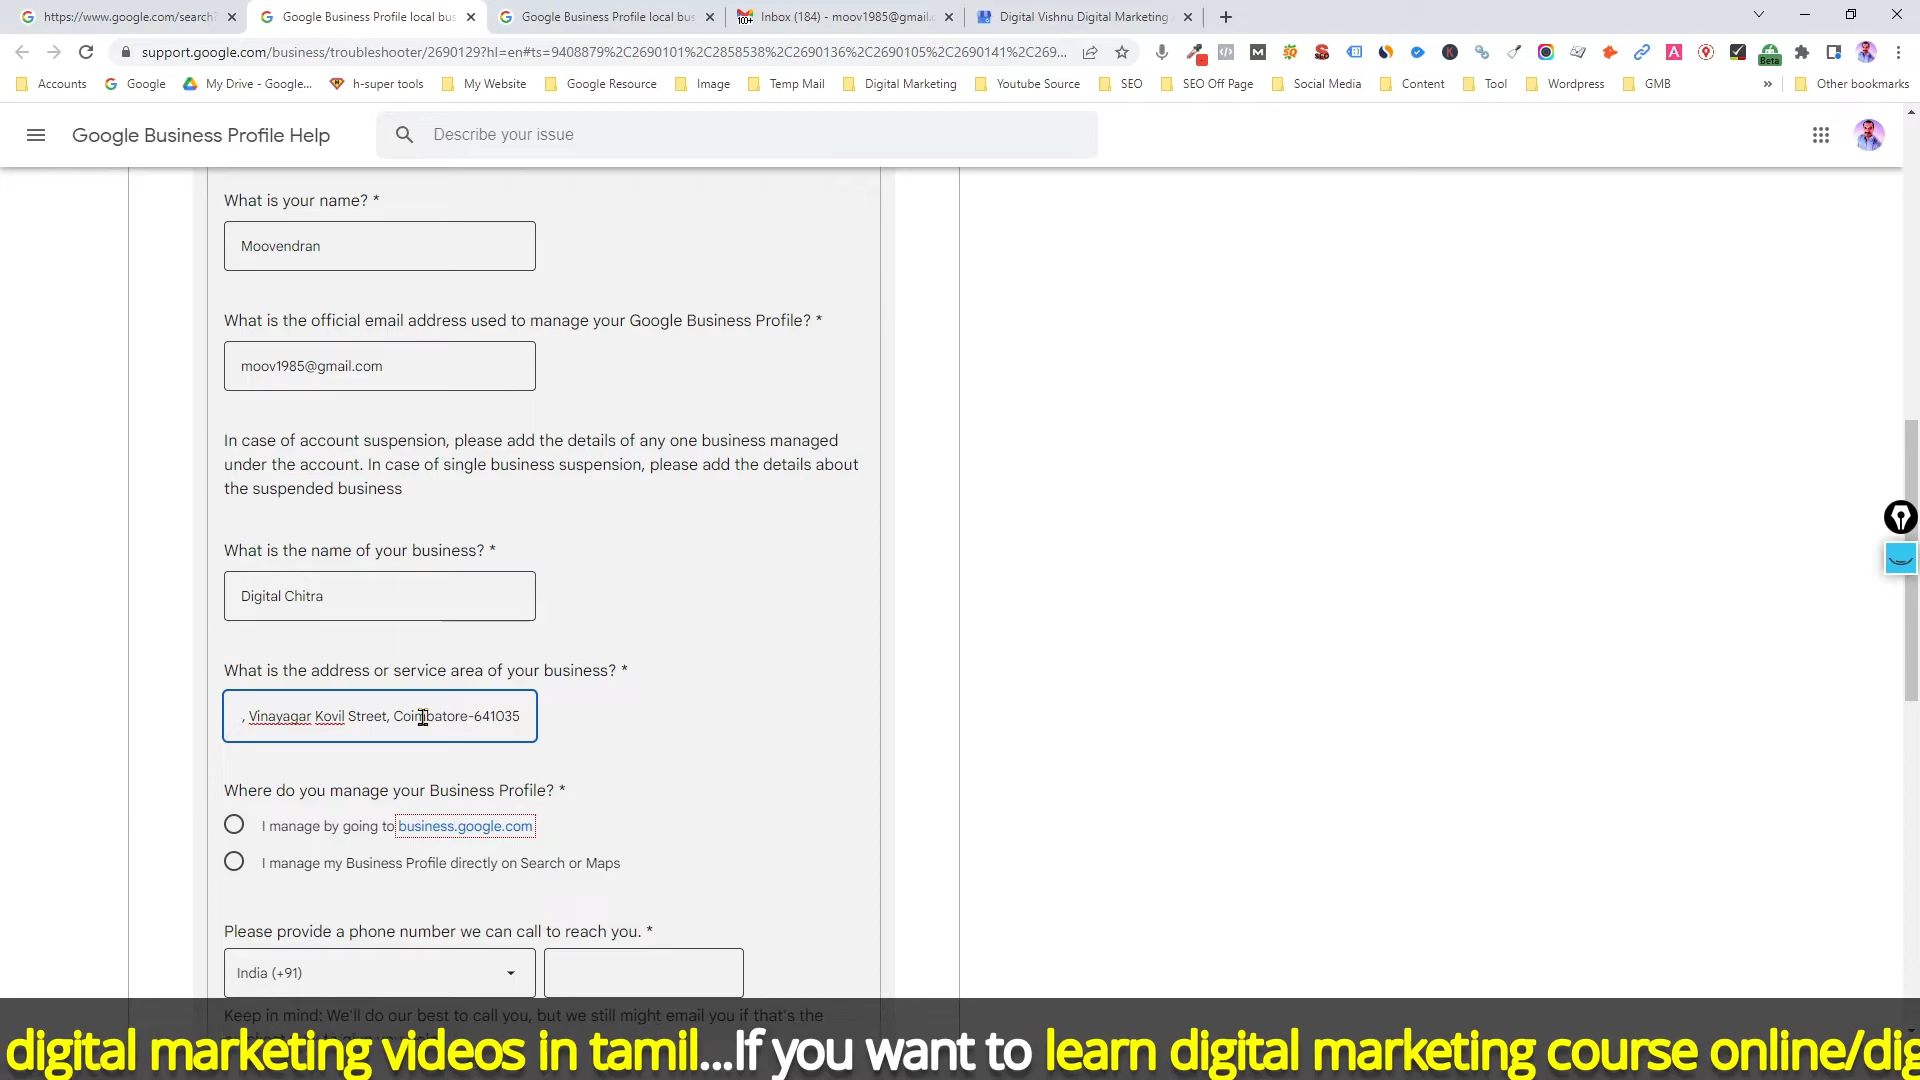 https://www.google.com/search?
Google Business Profile local bus
Google Business Profile local bus
Inbox (184) - moov1985@gmail.c
Digital Vishnu Digital Marketing
support.google.com/business/troubleshooter/2690129?hl=en#ts=9408879%2C2690101%2C2858538%2C2690136%2C2690105%2C2690141%2C269...
Accounts
Google
My Drive - Google...
h-super tools
My Website
Google Resource
Image
Temp Mail
Digital Marketing
Youtube Source
SEO
SEO Off Page
Social Media
Content
Tool
Wordpress
GMB
»
Other bookmarks
Beta
Google Business Profile Help
Describe your issue
What is your name? *
Moovendran
What is the official email address used to manage your Google Business Profile? *
moov1985@gmail.com
In case of account suspension, please add the details of any one business managed
under the account. In case of single business suspension, please add the details about
the suspended business
What is the name of your business? *
Digital Chitra
What is the address or service area of your business? *
, Vinayagar Kovil Street, Coimbatore-641035
Where do you manage your Business Profile? *
I manage by going to business.google.com
I manage my Business Profile directly on Search or Maps
Please provide a phone number we can call to reach you. *
India (+91)
Keep in mind: We'll do our best to call you, but we still might email you if that's the
digital marketing videos in tamil...If you want to learn digital marketing course online/dig